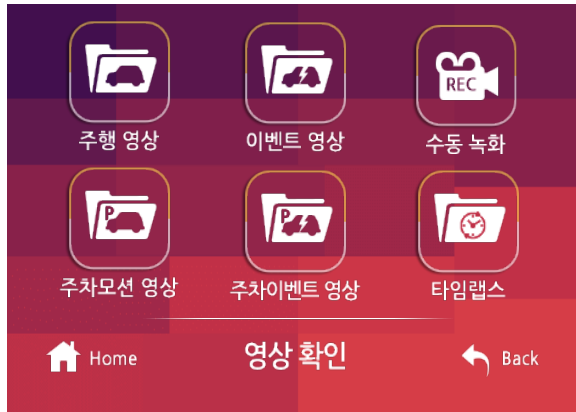 REC
주행 영상
이벤트 영상
수동 녹화
P
P
주차모션 영상
주차이벤트 영상
타임랩스
Home
영상 확인
Back